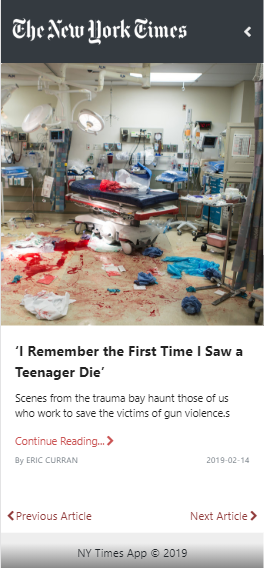 The New York Times
‘I Remember the First Time I Saw a
Teenager Die’
Scenes from the trauma bay haunt those of us
who work to save the victims of gun violence.s
Continue Reading...
By ERIC CURRAN 2019-02-14
Previous Article Next Article
NY Times App © 2019